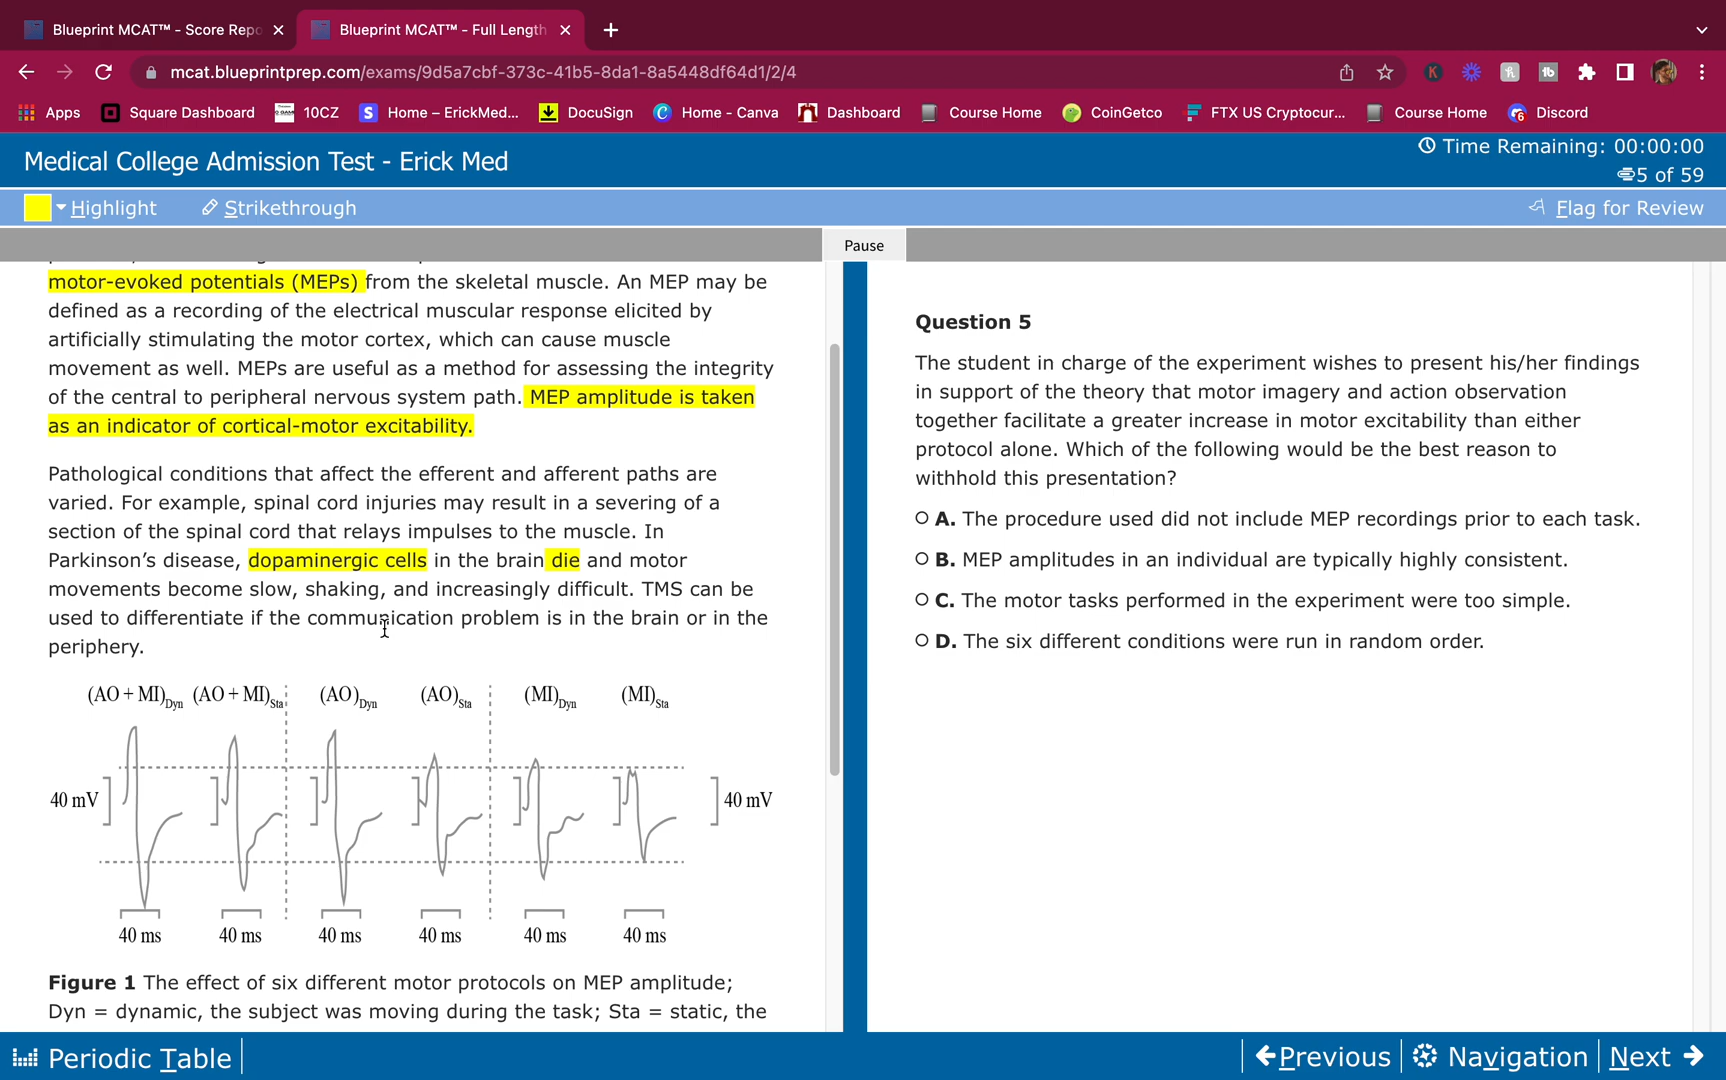 Blueprint MCAT™ - Score Repo
Blueprint MCAT™ - Full Length
mcat.blueprintprep.com/exams/9d5a7cbf-373c-41b5-8da1-8a5448df64d1/2/4
Apps Square Dashboard 10CZ Home – ErickMed... DocuSign Home - Canva Dashboard Course Home CoinGetco FTX US Cryptocur... Course Home Discord
Medical College Admission Test - Erick Med
Time Remaining: 00:00:00
5 of 59
Highlight Strikethrough Flag for Review
Pause
motor-evoked potentials (MEPs) from the skeletal muscle. An MEP may be
defined as a recording of the electrical muscular response elicited by
artificially stimulating the motor cortex, which can cause muscle
movement as well. MEPs are useful as a method for assessing the integrity
of the central to peripheral nervous system path. MEP amplitude is taken
as an indicator of cortical-motor excitability.
Pathological conditions that affect the efferent and afferent paths are
varied. For example, spinal cord injuries may result in a severing of a
section of the spinal cord that relays impulses to the muscle. In
Parkinson’s disease, dopaminergic cells in the brain die and motor
movements become slow, shaking, and increasingly difficult. TMS can be
used to differentiate if the communication problem is in the brain or in the
periphery.
(AO + MI)Dyn (AO + MI)Sta (AO)Dyn (AO)Sta (MI)Dyn (MI)Sta
40 mV 40 mV
40 ms 40 ms 40 ms 40 ms 40 ms 40 ms
Figure 1 The effect of six different motor protocols on MEP amplitude;
Dyn = dynamic, the subject was moving during the task; Sta = static, the
Question 5
The student in charge of the experiment wishes to present his/her findings
in support of the theory that motor imagery and action observation
together facilitate a greater increase in motor excitability than either
protocol alone. Which of the following would be the best reason to
withhold this presentation?
A. The procedure used did not include MEP recordings prior to each task.
B. MEP amplitudes in an individual are typically highly consistent.
C. The motor tasks performed in the experiment were too simple.
D. The six different conditions were run in random order.
Periodic Table Previous Navigation Next